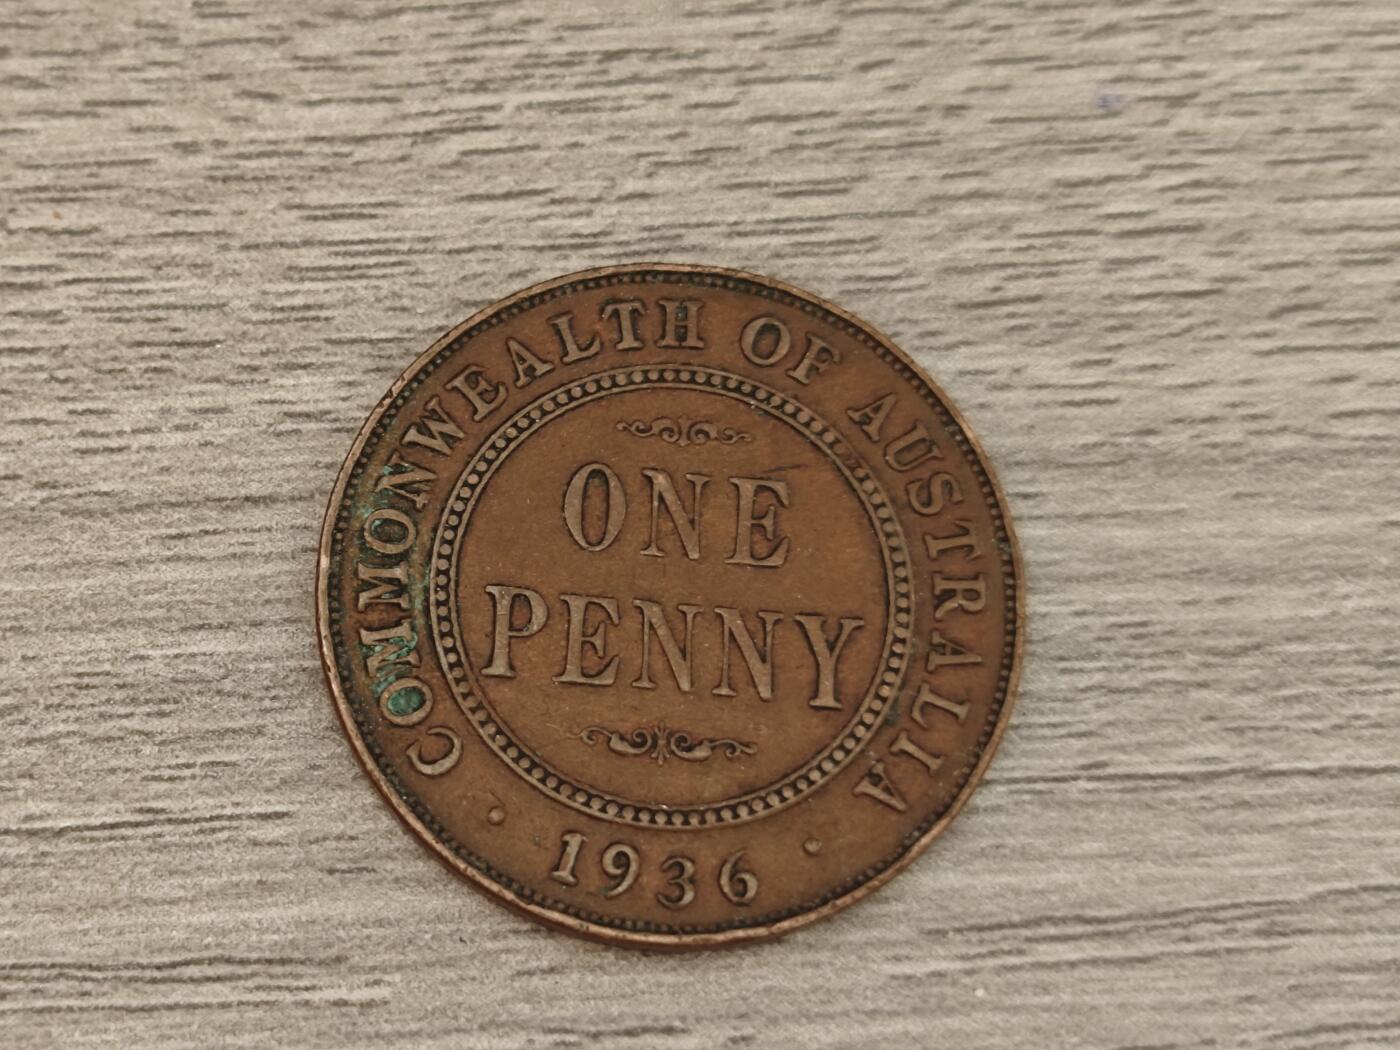 COMMONWEALTH OF AUSTRALIA
ONE
PENNY
· 1936 ·